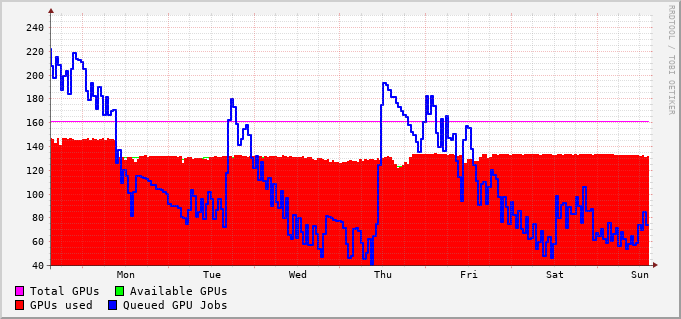 RRDTOOL / TOBI OETIKER
240
220
200
180
160
140
120
100
80
60
40
Mon Tue Wed Thu Fri Sat Sun
Total GPUs Available GPUs
GPUs used Queued GPU Jobs